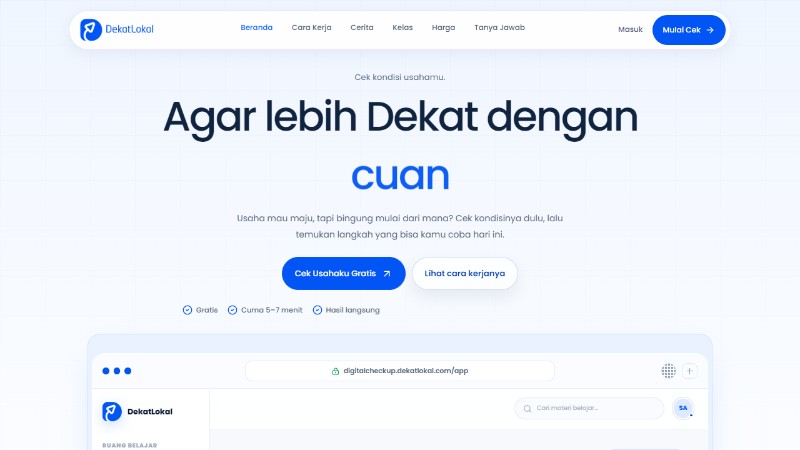 DekatLokal
Beranda
Cara Kerja
Cerita
Kelas
Harga
Tanya Jawab
Masuk
Mulai Cek
Cek kondisi usahamu.
Agar lebih Dekat dengan
cuan
Usaha mau maju, tapi bingung mulai dari mana? Cek kondisinya dulu, lalu
temukan langkah yang bisa kamu coba hari ini.
Cek Usahaku Gratis
Lihat cara kerjanya
Gratis
Cuma 5–7 menit
Hasil langsung
digitalcheckup.dekatlokal.com/app
DekatLokal
Cari materi belajar...
SA
RUANG BELAJAR